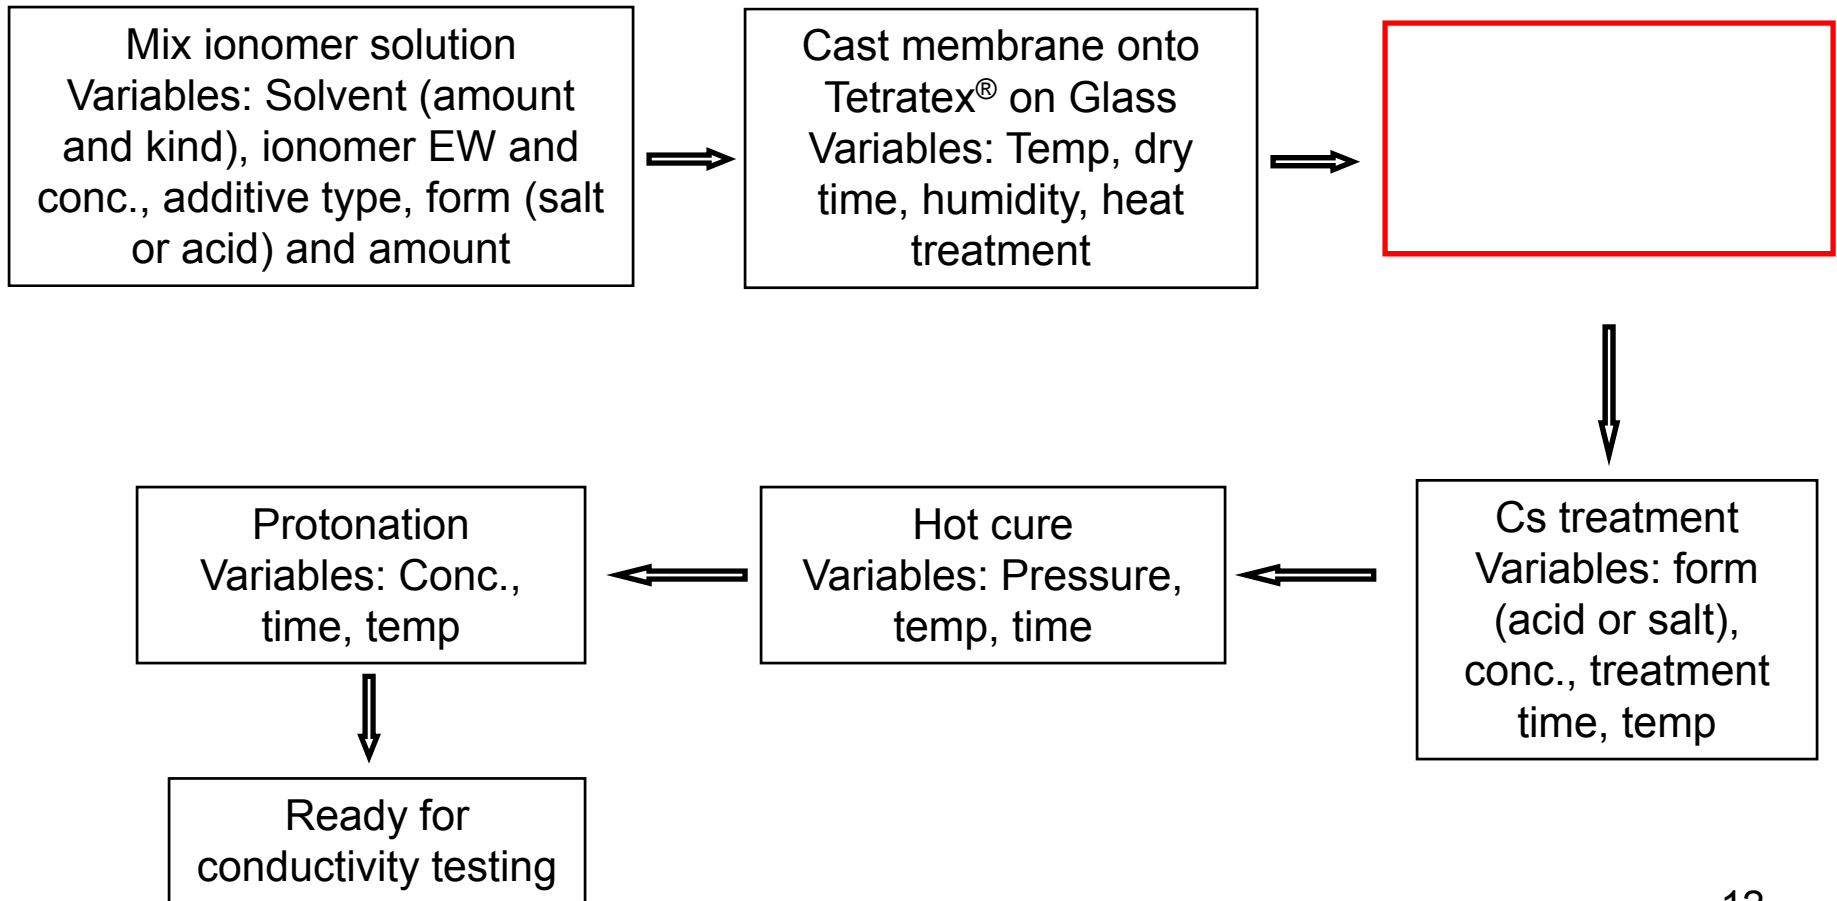 Mix ionomer solution
Variables: Solvent (amount
and kind), ionomer EW and
conc., additive type, form (salt
or acid) and amount
Cast membrane onto
Tetratex® on Glass
Variables: Temp, dry
time, humidity, heat
treatment
Cs treatment
Variables: form
(acid or salt),
conc., treatment
time, temp
Hot cure
Variables: Pressure,
temp, time
Protonation
Variables: Conc.,
time, temp
Ready for
conductivity testing